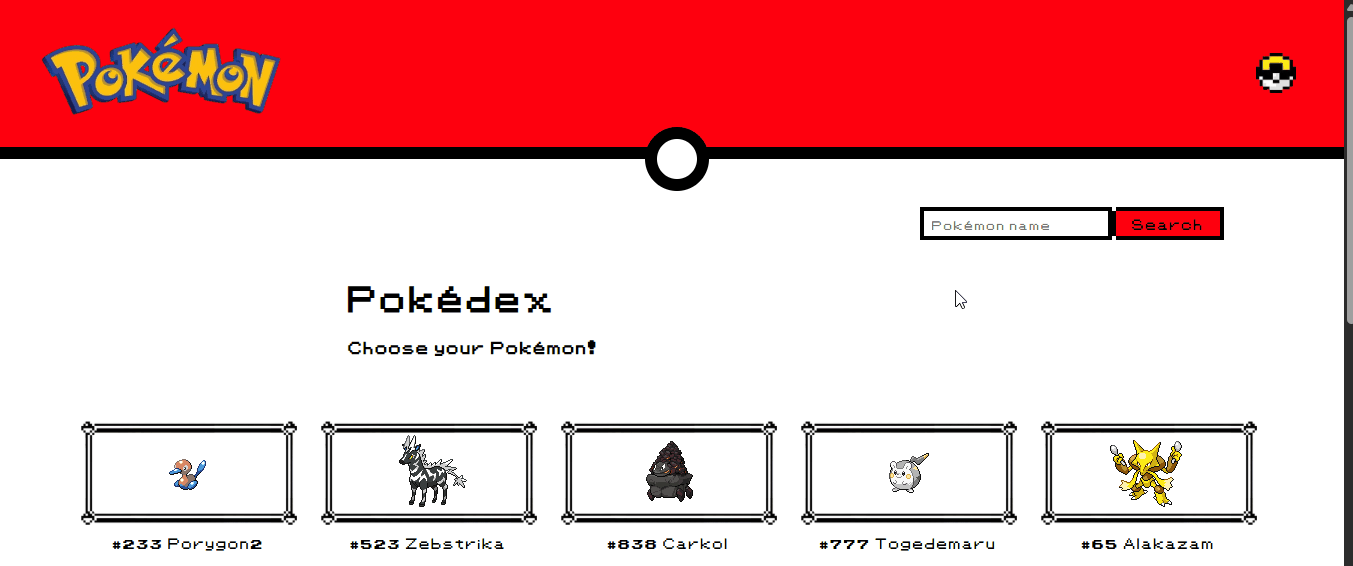 POKéMON
Pokémon name
Search
Pokédex
Choose your Pokémon!
#233 Porygon2
#523 Zebstrika
#838 Carkol
#777 Togedemaru
#65 Alakazam